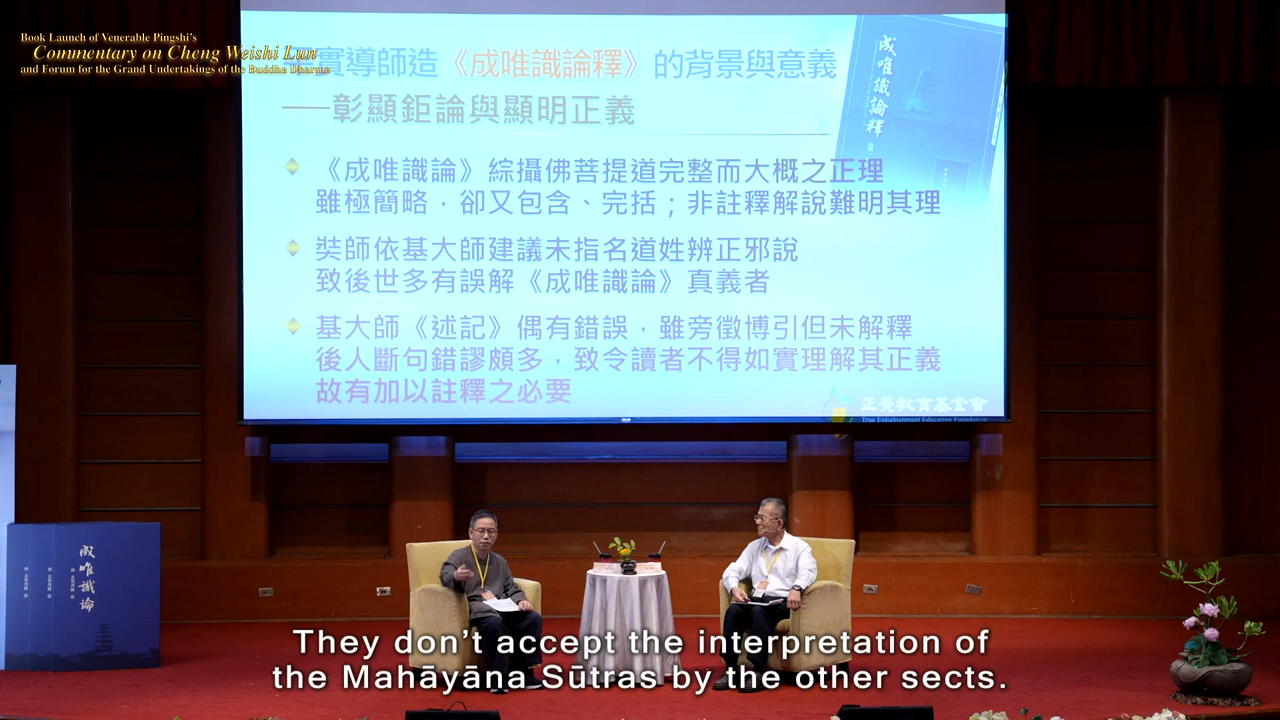 Book Launch of Venerable Pingshi's
Commentary on Cheng Weishi Lun
and Forum for the Grand Undertakings of the Buddha Dharma
實導師造《成唯識論釋》的背景與意義
──彰顯鉅論與顯明正義
成唯識論釋
《成唯識論》綜攝佛菩提道完整而大概之正理
雖極簡略，卻又包含、完括；非註釋解說難明其理
奘師依基大師建議未指名道姓辨正邪說
致後世多有誤解《成唯識論》真義者
基大師《述記》偶有錯誤，雖旁徵博引但未解釋
後人斷句錯謬頗多，致令讀者不得如實理解其正義
故有加以註釋之必要
正覺教育基金會
True Enlightenment Education Foundation
成唯識論
They don't accept the interpretation of
the Mahāyāna Sūtras by the other sects.